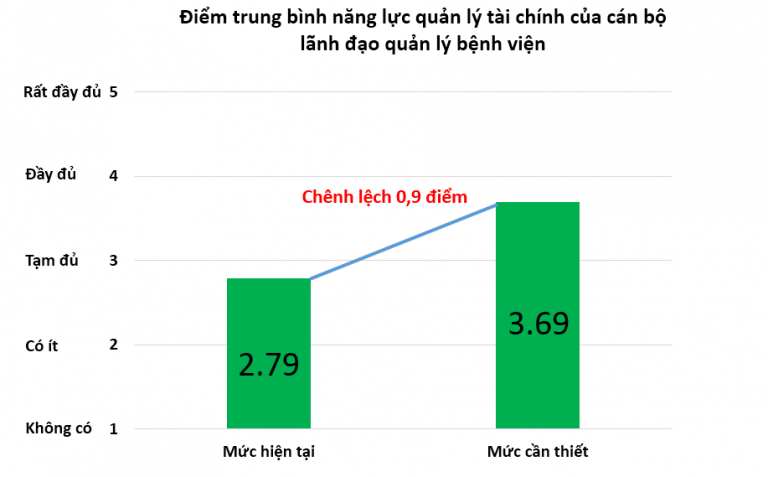 Điểm trung bình năng lực quản lý tài chính của cán bộ
lãnh đạo quản lý bệnh viện
Rất đầy đủ 5
Đầy đủ 4
Chênh lệch 0,9 điểm
Tạm đủ 3
3.69
Có ít 2
2.79
Không có 1
Mức hiện tại Mức cần thiết